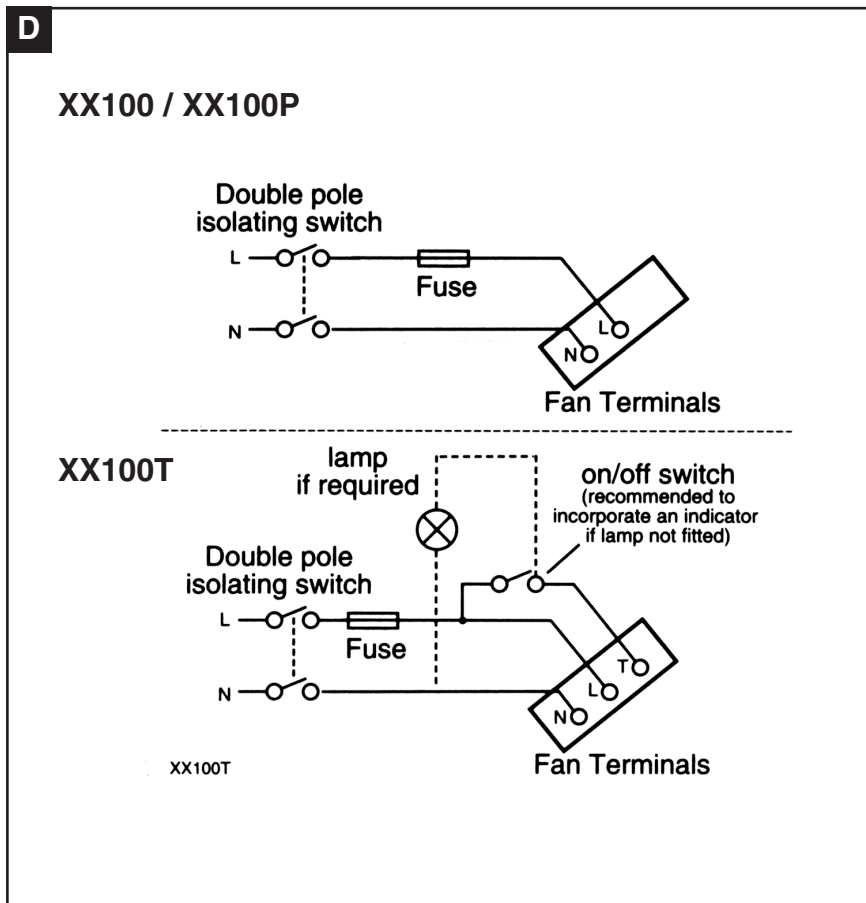 D
XX100 / XX100P
Double pole
isolating switch
L
Fuse
N
L
N
Fan Terminals
XX100T
lamp
if required
on/off switch
(recommended to
incorporate an indicator
if lamp not fitted)
Double pole
isolating switch
L
Fuse
T
L
N
N
XX100T
Fan Terminals